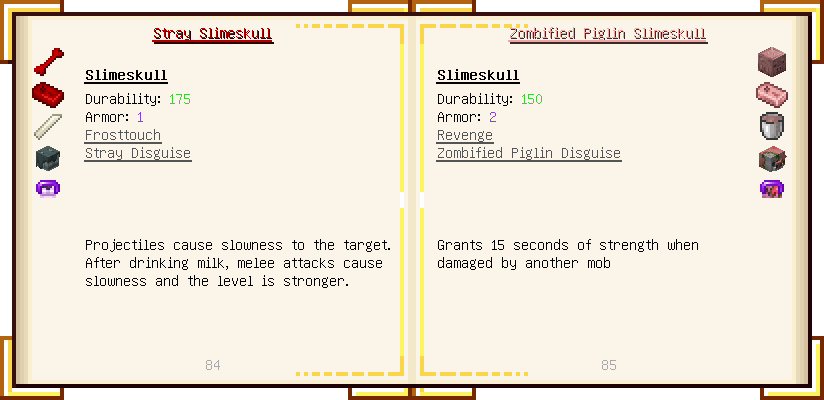 Stray Slimeskull
Slimeskull
Durability: 175
Armor: 1
Frosttouch
Stray Disguise
Projectiles cause slowness to the target.
After drinking milk, melee attacks cause
slowness and the level is stronger.
84
Zombified Piglin Slimeskull
Slimeskull
Durability: 150
Armor: 2
Revenge
Zombified Piglin Disguise
Grants 15 seconds of strength when
damaged by another mob
85